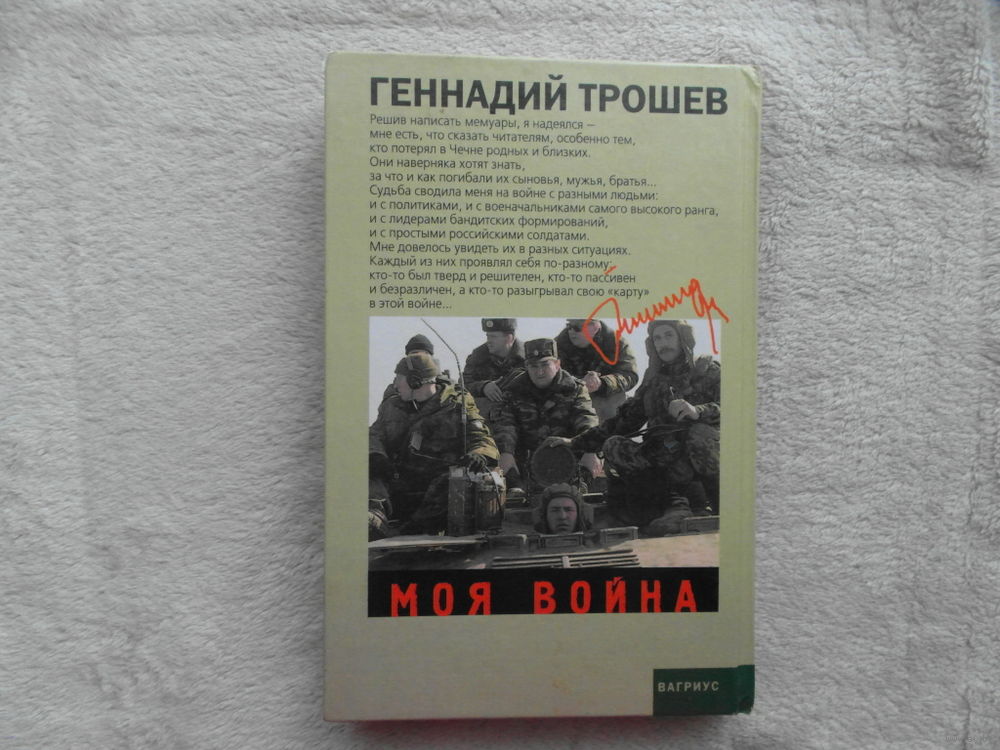 ГЕННАДИЙ ТРОШЕВ
Решив написать мемуары, я надеялся –
мне есть, что сказать читателям, особенно тем,
кто потерял в Чечне родных и близких.
Они наверняка хотят знать,
за что и как погибали их сыновья, мужья, братья...
Судьба сводила меня на войне с разными людьми:
и с политиками, и с военачальниками самого высокого ранга,
и с лидерами бандитских формирований,
и с простыми российскими солдатами.
Мне довелось увидеть их в разных ситуациях.
Каждый из них проявлял себя по-разному:
кто-то был тверд и решителен, кто-то пассивен
и безразличен, а кто-то разыгрывал свою «карту»
в этой войне...
МОЯ ВОЙНА
ВАГРИУС